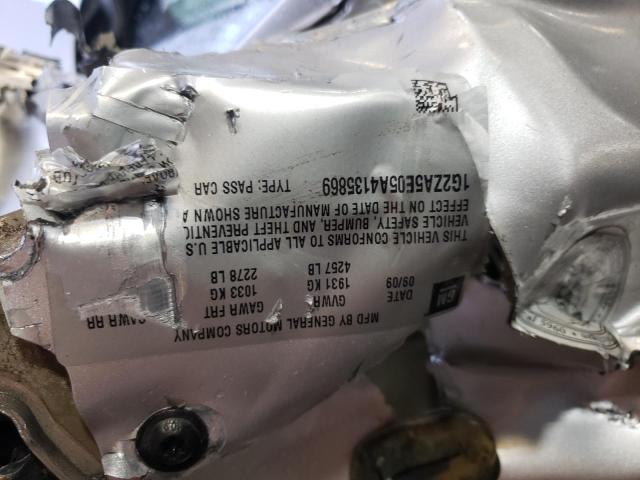 MFD BY GENERAL MOTORS COMPANY
GM
DATE GVWR GAWR FRT GAWR RR
09/09 1931 KG 1033 KG
4257 LB 2278 LB
THIS VEHICLE CONFORMS TO ALL APPLICABLE U.S
VEHICLE SAFETY, BUMPER, AND THEFT PREVENTIC
EFFECT ON THE DATE OF MANUFACTURE SHOWN A
1G2ZA5E05A4135869 TYPE: PASS CAR